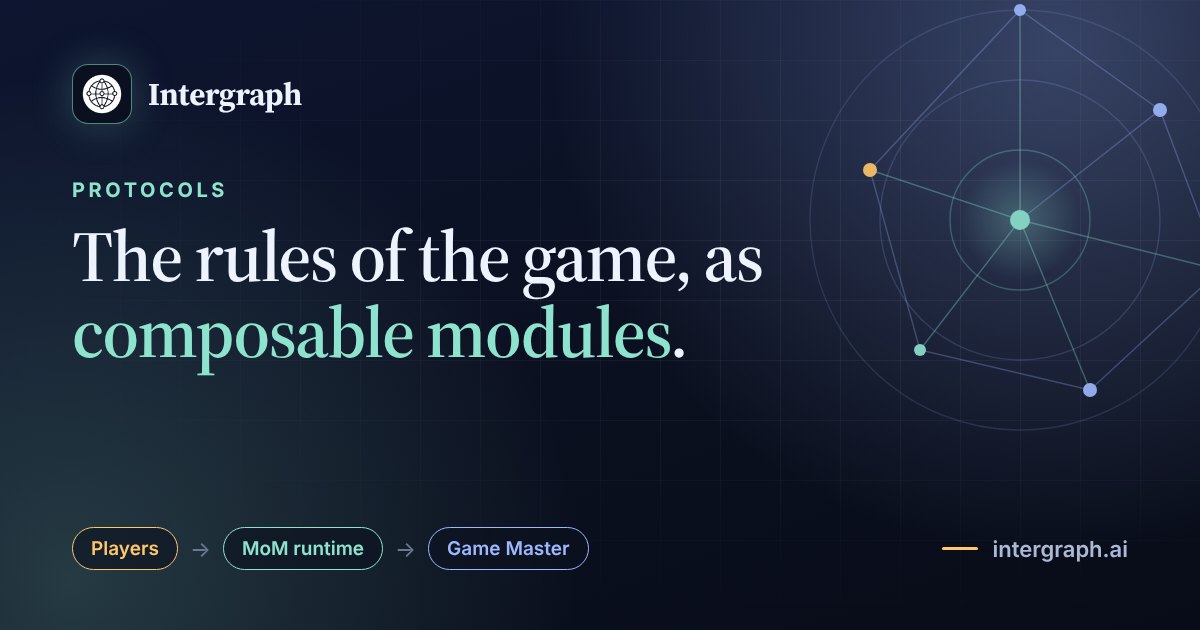 Intergraph
PROTOCOLS
The rules of the game, as
composable modules.
Players → MoM runtime → Game Master
intergraph.ai